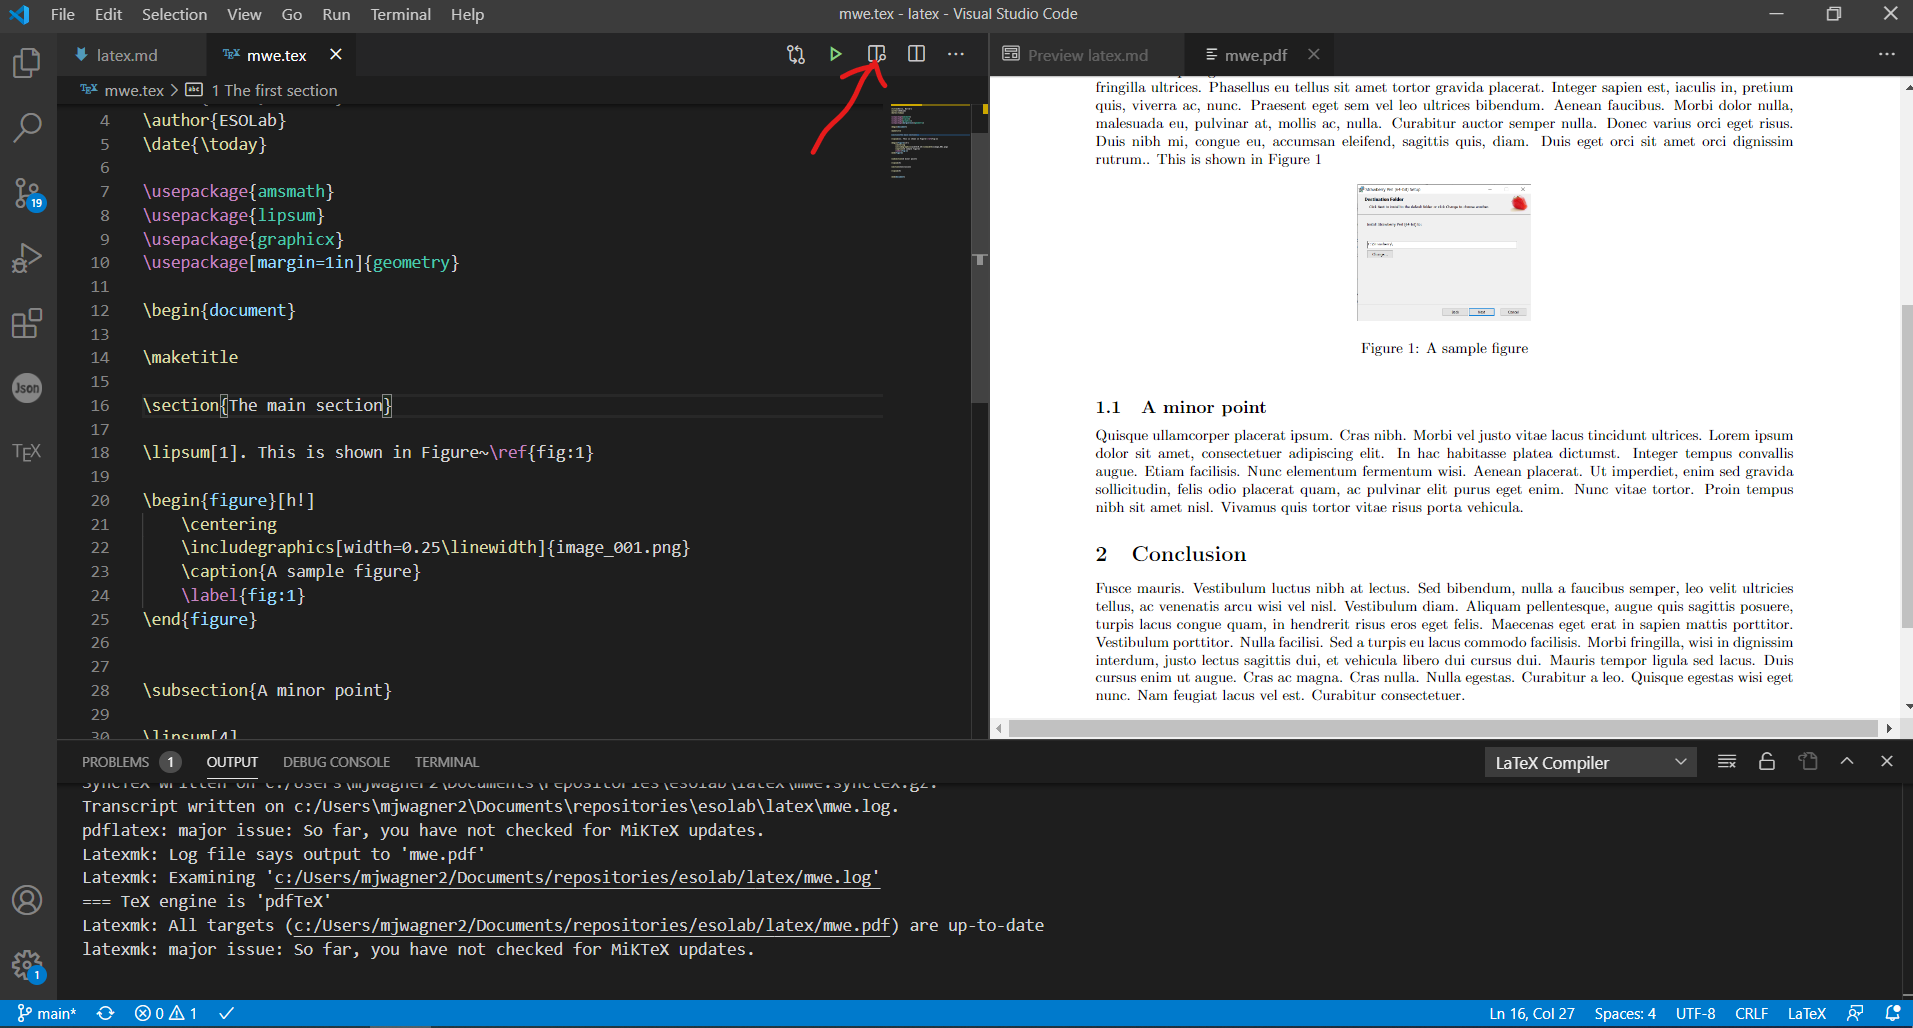 File Edit Selection View Go Run Terminal Help
mwe.tex - latex - Visual Studio Code
latex.md
TEX mwe.tex
TEX mwe.tex > abc 1 The first section
4 \author{ESOLab}
5 \date{\today}
6
7 \usepackage{amsmath}
8 \usepackage{lipsum}
9 \usepackage{graphicx}
10 \usepackage[margin=1in]{geometry}
11
12 \begin{document}
13
14 \maketitle
15
16 \section{The main section}
17
18 \lipsum[1]. This is shown in Figure~\ref{fig:1}
19
20 \begin{figure}[h!]
21 \centering
22 \includegraphics[width=0.25\linewidth]{image_001.png}
23 \caption{A sample figure}
24 \label{fig:1}
25 \end{figure}
26
27
28 \subsection{A minor point}
29
30 \lipsum[4]
19
Json
TEX
1
Preview latex.md
mwe.pdf
fringilla ultrices. Phasellus eu tellus sit amet tortor gravida placerat. Integer sapien est, iaculis in, pretium
quis, viverra ac, nunc. Praesent eget sem vel leo ultrices bibendum. Aenean faucibus. Morbi dolor nulla,
malesuada eu, pulvinar at, mollis ac, nulla. Curabitur auctor semper nulla. Donec varius orci eget risus.
Duis nibh mi, congue eu, accumsan eleifend, sagittis quis, diam. Duis eget orci sit amet orci dignissim
rutrum.. This is shown in Figure 1
Strawberry Perl (64-bit) Setup
Destination Folder
Figure 1: A sample figure
1.1 A minor point
Quisque ullamcorper placerat ipsum. Cras nibh. Morbi vel justo vitae lacus tincidunt ultrices. Lorem ipsum
dolor sit amet, consectetuer adipiscing elit. In hac habitasse platea dictumst. Integer tempus convallis
augue. Etiam facilisis. Nunc elementum fermentum wisi. Aenean placerat. Ut imperdiet, enim sed gravida
sollicitudin, felis odio placerat quam, ac pulvinar elit purus eget enim. Nunc vitae tortor. Proin tempus
nibh sit amet nisl. Vivamus quis tortor vitae risus porta vehicula.
2 Conclusion
Fusce mauris. Vestibulum luctus nibh at lectus. Sed bibendum, nulla a faucibus semper, leo velit ultricies
tellus, ac venenatis arcu wisi vel nisl. Vestibulum diam. Aliquam pellentesque, augue quis sagittis posuere,
turpis lacus congue quam, in hendrerit risus eros eget felis. Maecenas eget erat in sapien mattis porttitor.
Vestibulum porttitor. Nulla facilisi. Sed a turpis eu lacus commodo facilisis. Morbi fringilla, wisi in dignissim
interdum, justo lectus sagittis dui, et vehicula libero dui cursus dui. Mauris tempor ligula sed lacus. Duis
cursus enim ut augue. Cras ac magna. Cras nulla. Nulla egestas. Curabitur a leo. Quisque egestas wisi eget
nunc. Nam feugiat lacus vel est. Curabitur consectetuer.
PROBLEMS 1 OUTPUT DEBUG CONSOLE TERMINAL
LaTeX Compiler
SyncTeX written on c:/Users\mjwagner2\Documents\repositories\esolab\latex\mwe.synctex.gz.
Transcript written on c:/Users\mjwagner2\Documents\repositories\esolab\latex\mwe.log.
pdflatex: major issue: So far, you have not checked for MiKTeX updates.
Latexmk: Log file says output to 'mwe.pdf'
Latexmk: Examining 'c:/Users/mjwagner2/Documents/repositories/esolab/latex/mwe.log'
=== TeX engine is 'pdfTeX'
Latexmk: All targets (c:/Users/mjwagner2/Documents/repositories/esolab/latex/mwe.pdf) are up-to-date
latexmk: major issue: So far, you have not checked for MiKTeX updates.
main* 0 1
Ln 16, Col 27 Spaces: 4 UTF-8 CRLF LaTeX